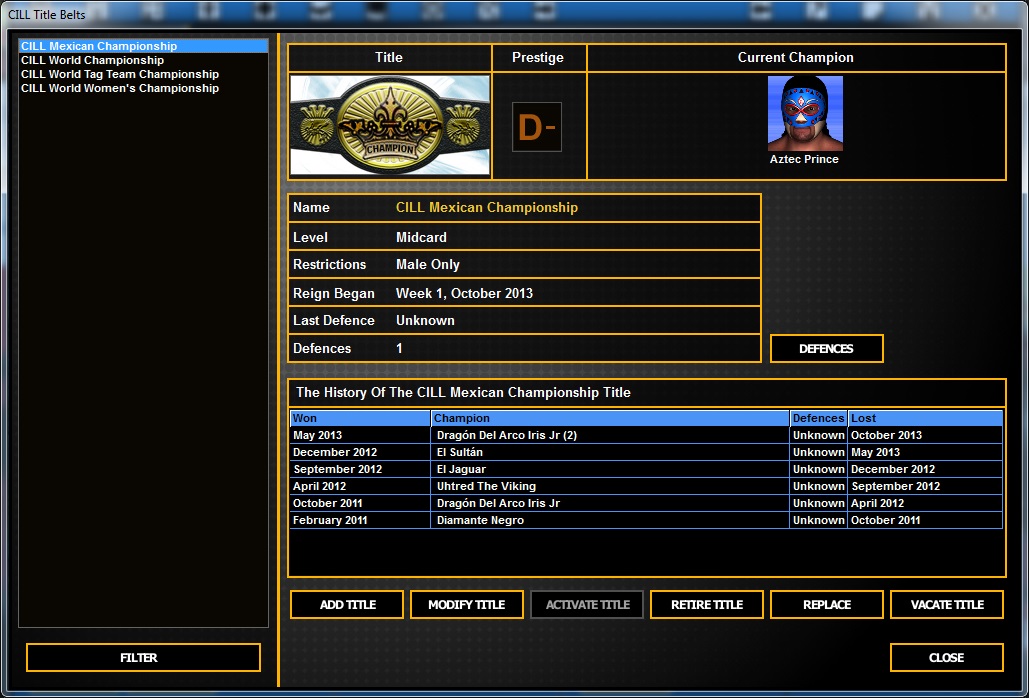 CILL Title Belts
CILL Mexican Championship
CILL World Championship
CILL World Tag Team Championship
CILL World Women's Championship
FILTER
Title Prestige Current Champion
CHAMPION
D-
Aztec Prince
Name CILL Mexican Championship
Level Midcard
Restrictions Male Only
Reign Began Week 1, October 2013
Last Defence Unknown
Defences 1
DEFENCES
The History Of The CILL Mexican Championship Title
Won Champion Defences Lost
May 2013 Dragón Del Arco Iris Jr (2) Unknown October 2013
December 2012 El Sultán Unknown May 2013
September 2012 El Jaguar Unknown December 2012
April 2012 Uhtred The Viking Unknown September 2012
October 2011 Dragón Del Arco Iris Jr Unknown April 2012
February 2011 Diamante Negro Unknown October 2011
ADD TITLE MODIFY TITLE ACTIVATE TITLE RETIRE TITLE REPLACE VACATE TITLE
CLOSE